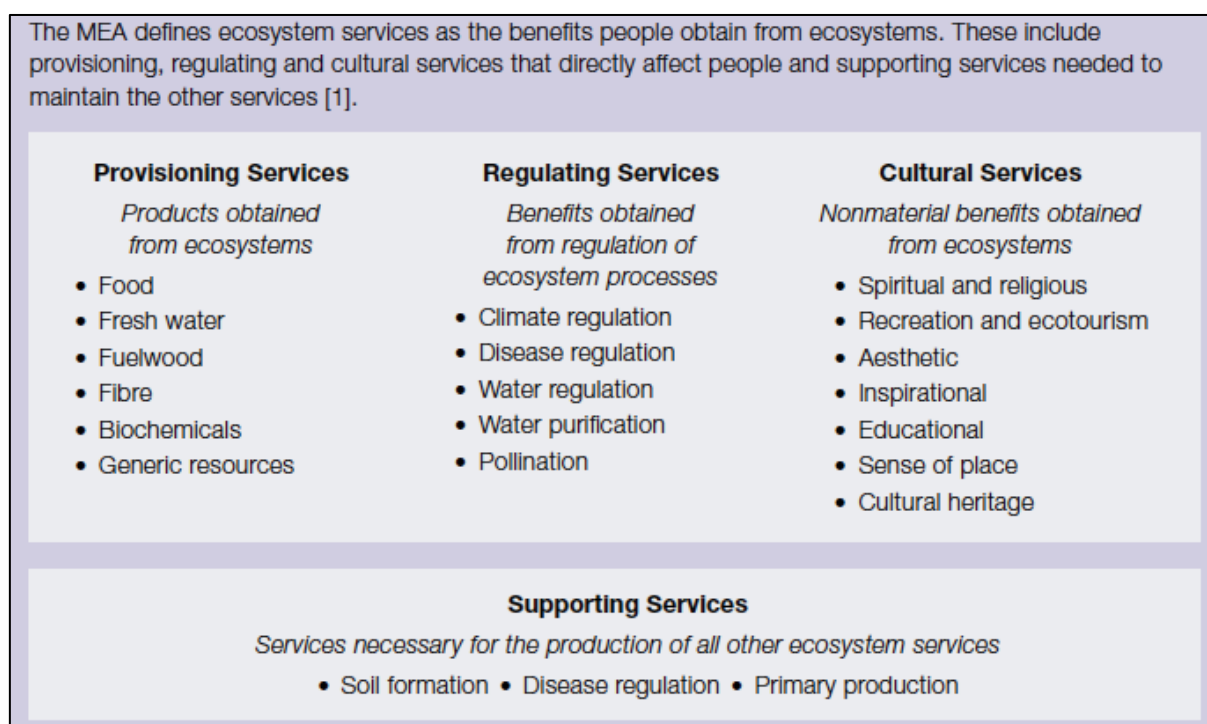 The MEA defines ecosystem services as the benefits people obtain from ecosystems. These include
provisioning, regulating and cultural services that directly affect people and supporting services needed to
maintain the other services [1].
Provisioning Services
Products obtained
from ecosystems
• Food
• Fresh water
• Fuelwood
• Fibre
• Biochemicals
• Generic resources
Regulating Services
Benefits obtained
from regulation of
ecosystem processes
• Climate regulation
• Disease regulation
• Water regulation
• Water purification
• Pollination
Cultural Services
Nonmaterial benefits obtained
from ecosystems
• Spiritual and religious
• Recreation and ecotourism
• Aesthetic
• Inspirational
• Educational
• Sense of place
• Cultural heritage
Supporting Services
Services necessary for the production of all other ecosystem services
• Soil formation • Disease regulation • Primary production